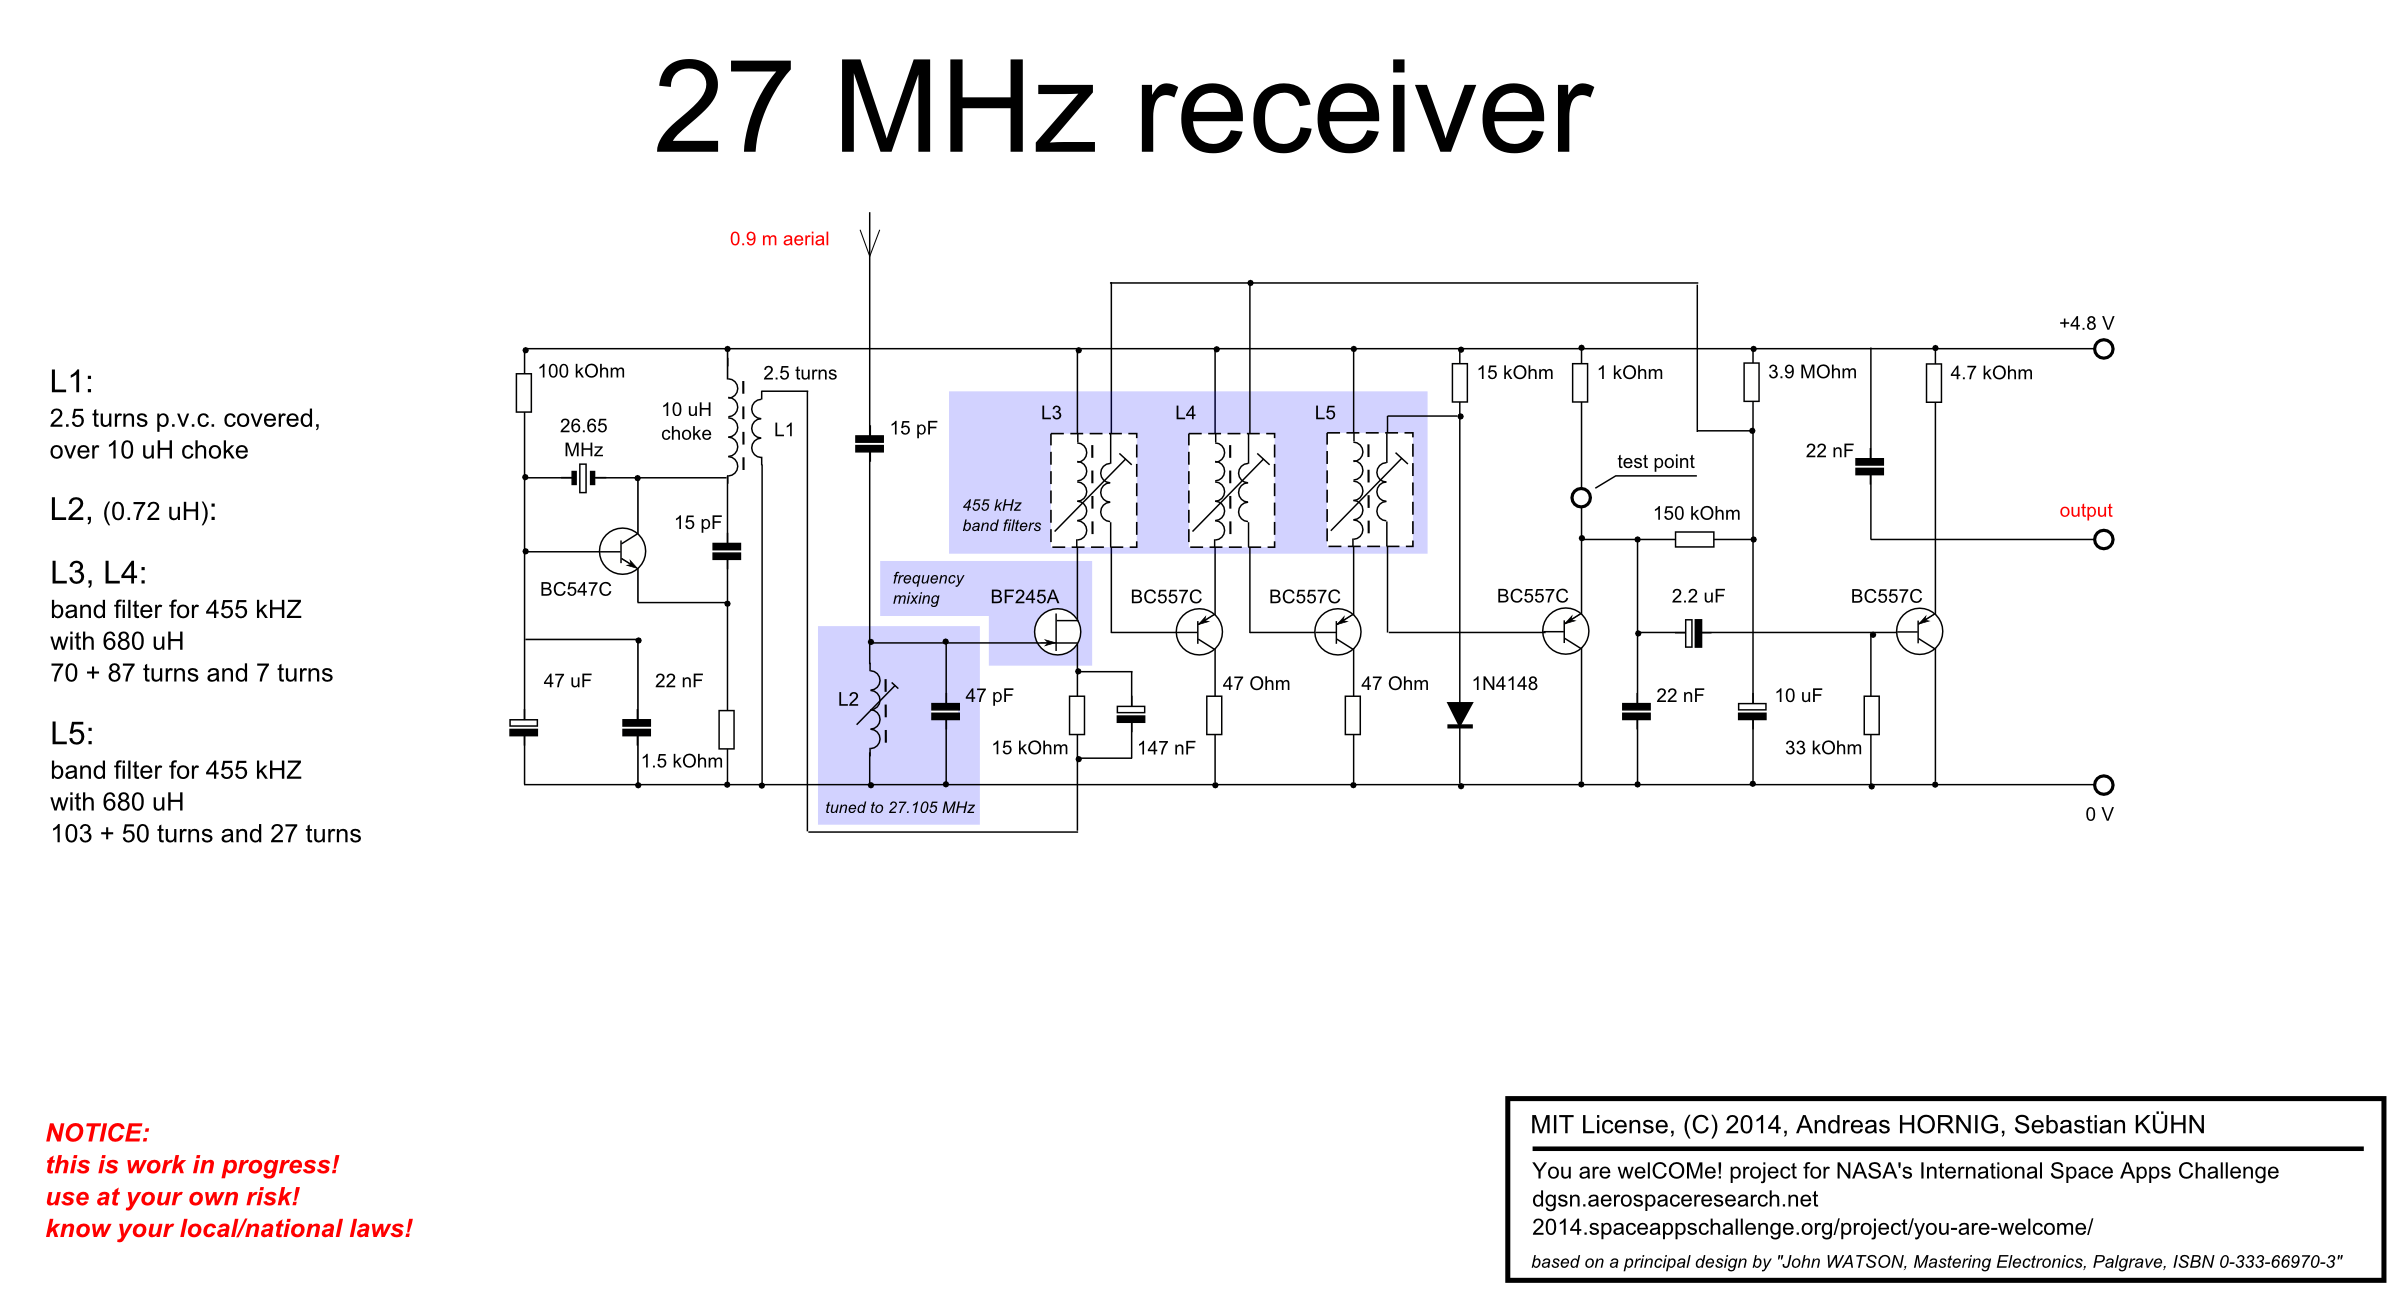 27 MHz receiver
0.9 m aerial
+4.8 V
L1:
2.5 turns p.v.c. covered,
over 10 uH choke
L2, (0.72 uH):
L3, L4:
band filter for 455 kHZ
with 680 uH
70 + 87 turns and 7 turns
L5:
band filter for 455 kHZ
with 680 uH
103 + 50 turns and 27 turns
100 kOhm
26.65
MHz
10 uH
choke
2.5 turns
L1
15 pF
BC547C
47 uF
22 nF
1.5 kOhm
15 pF
L3
L4
L5
455 kHz
band filters
frequency
mixing
BF245A
L2
47 pF
tuned to 27.105 MHz
15 kOhm
147 nF
BC557C
47 Ohm
BC557C
47 Ohm
15 kOhm
1N4148
1 kOhm
test point
BC557C
150 kOhm
3.9 MOhm
2.2 uF
22 nF
10 uF
22 nF
33 kOhm
4.7 kOhm
BC557C
output
0 V
NOTICE:
this is work in progress!
use at your own risk!
know your local/national laws!
MIT License, (C) 2014, Andreas HORNIG, Sebastian KÜHN
You are welCOMe! project for NASA's International Space Apps Challenge
dgsn.aerospaceresearch.net
2014.spaceappschallenge.org/project/you-are-welcome/
based on a principal design by "John WATSON, Mastering Electronics, Palgrave, ISBN 0-333-66970-3"